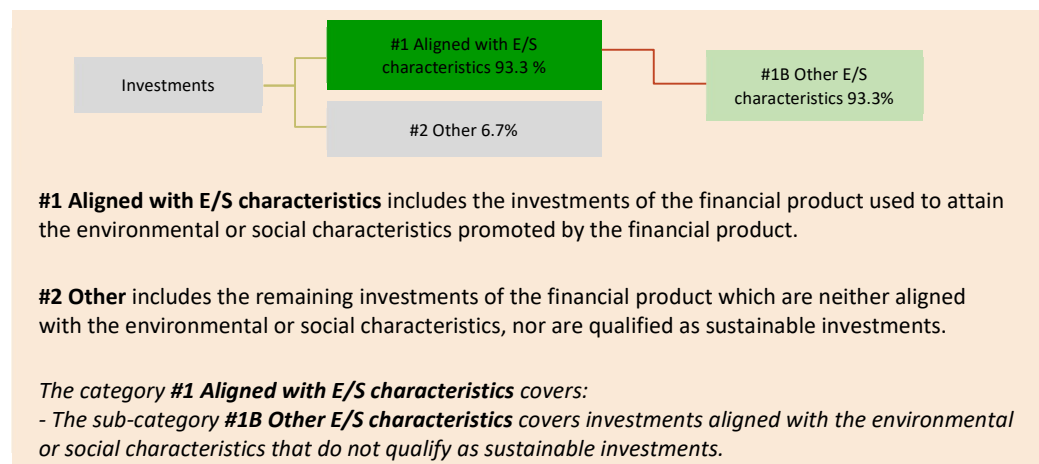 #1 Aligned with E/S
characteristics 93.3 %
Investments
#1B Other E/S
characteristics 93.3%
#2 Other 6.7%
#1 Aligned with E/S characteristics includes the investments of the financial product used to attain
the environmental or social characteristics promoted by the financial product.
#2 Other includes the remaining investments of the financial product which are neither aligned
with the environmental or social characteristics, nor are qualified as sustainable investments.
The category #1 Aligned with E/S characteristics covers:
- The sub-category #1B Other E/S characteristics covers investments aligned with the environmental
or social characteristics that do not qualify as sustainable investments.